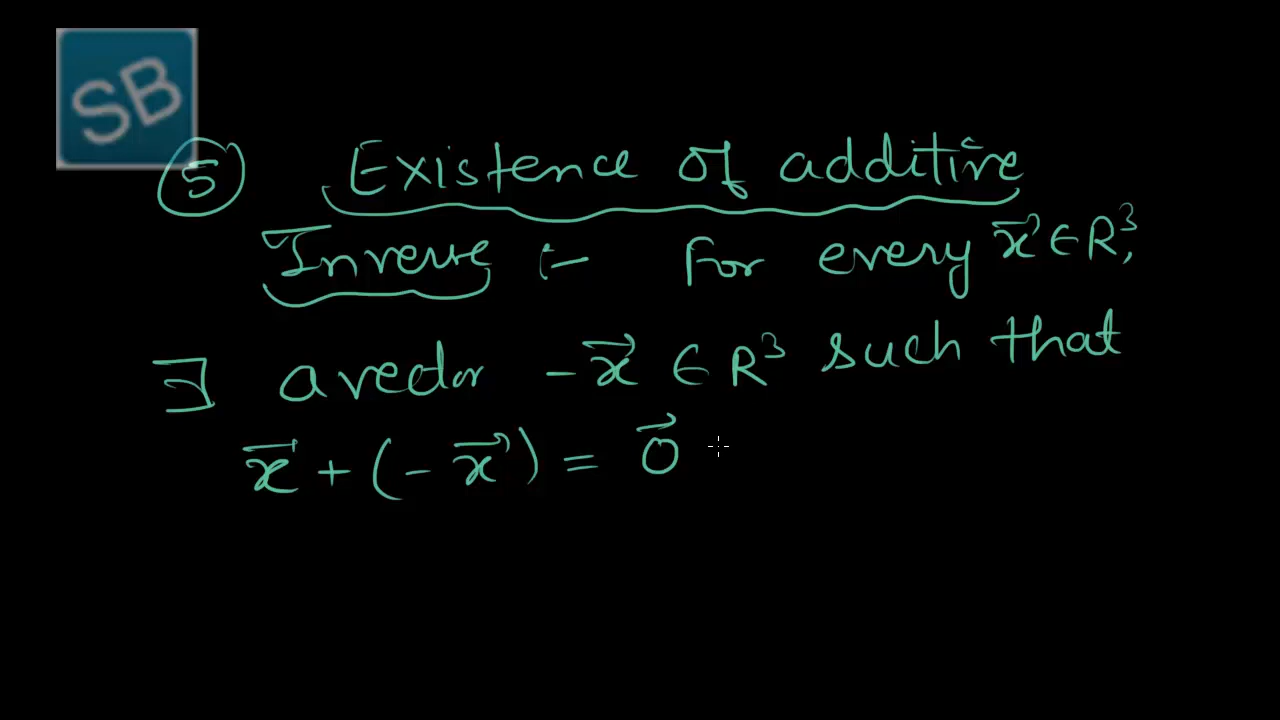 SB
⑤ Existence of additive
Inverse :- For every x⃗ ∈ R³,
∃ a vector -x⃗ ∈ R³ such that
x⃗ + (-x⃗) = 0⃗